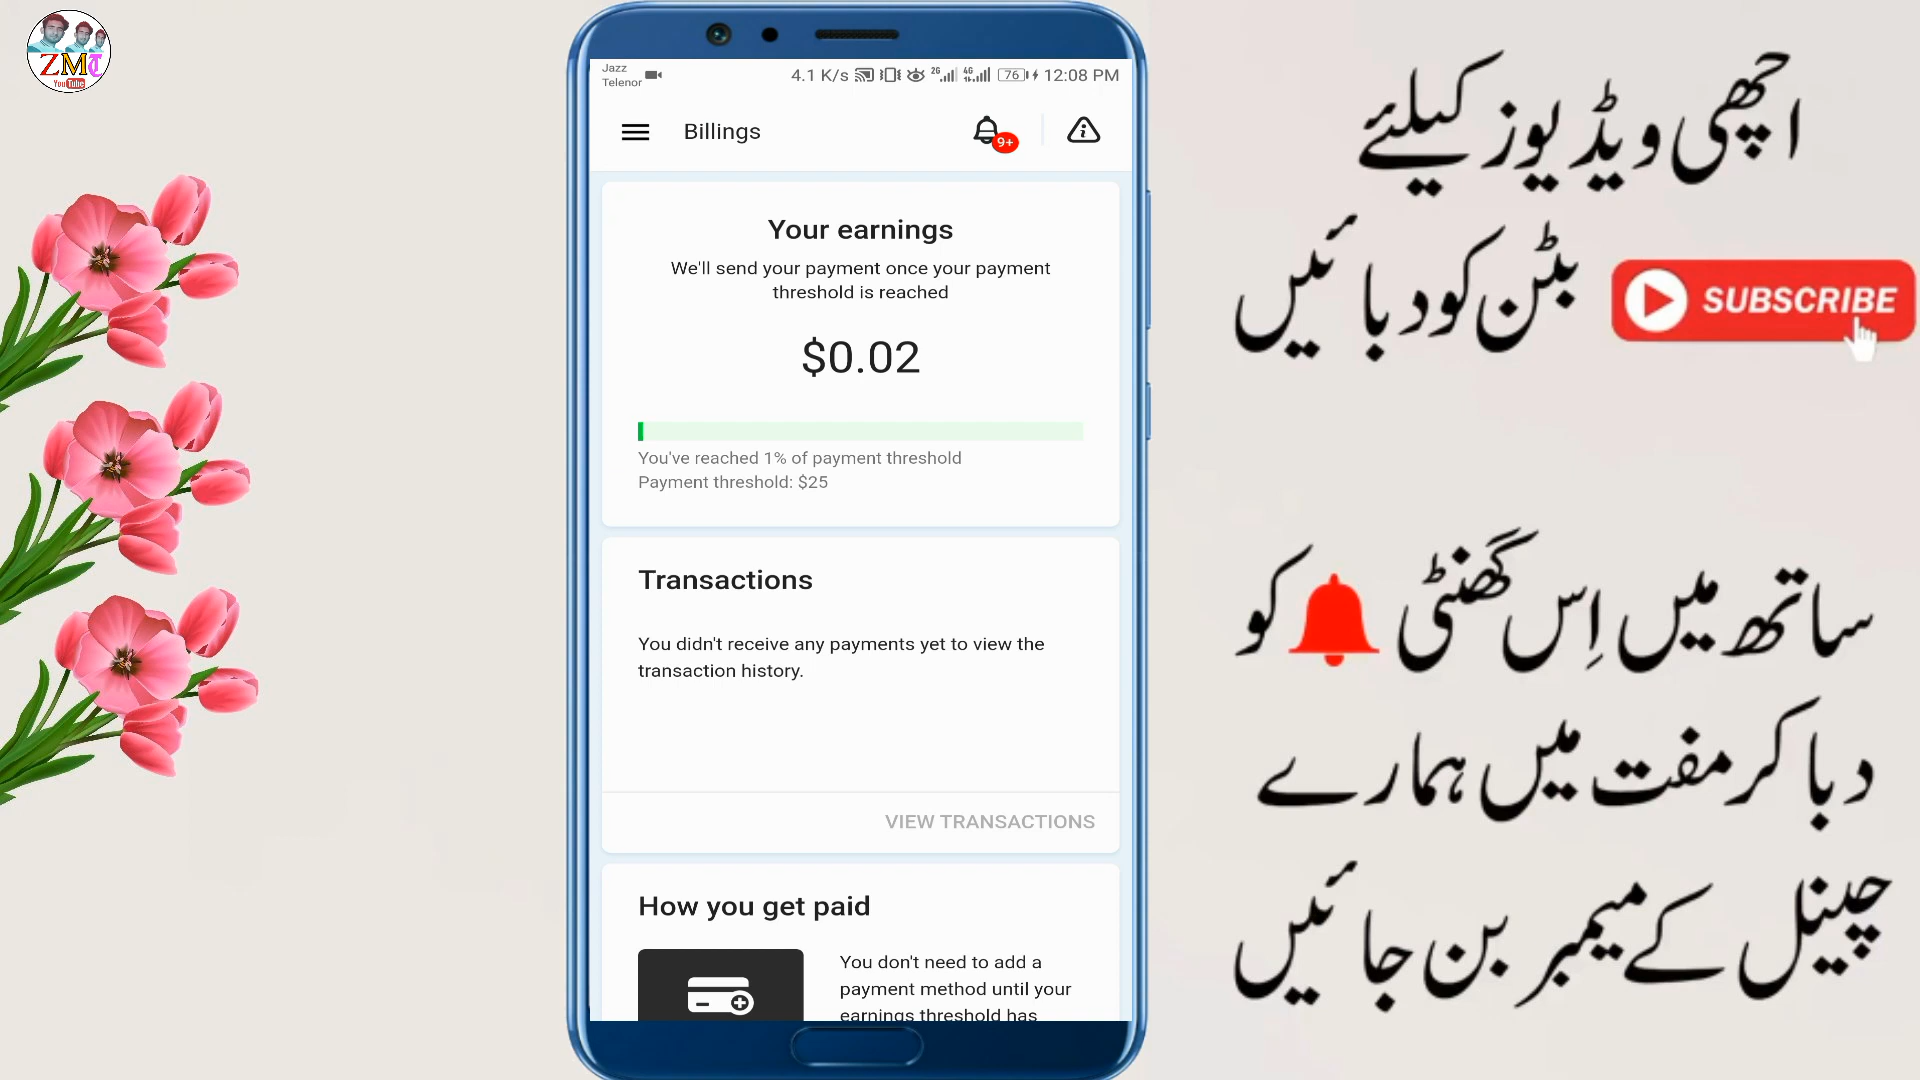 ZMT
YouTube
Jazz
Telenor
4.1 K/s 2G 4G 76 12:08 PM
Billings
9+
Your earnings
We'll send your payment once your payment
threshold is reached
$0.02
You've reached 1% of payment threshold
Payment threshold: $25
Transactions
You didn't receive any payments yet to view the
transaction history.
VIEW TRANSACTIONS
How you get paid
You don't need to add a
payment method until your
earnings threshold has
اچھی ویڈیوز کیلئے
SUBSCRIBE بٹن کو دبائیں
ساتھ میں اِس گھنٹی کو
دبا کر مفت میں ہمارے
چینل کے میمبر بن جائیں